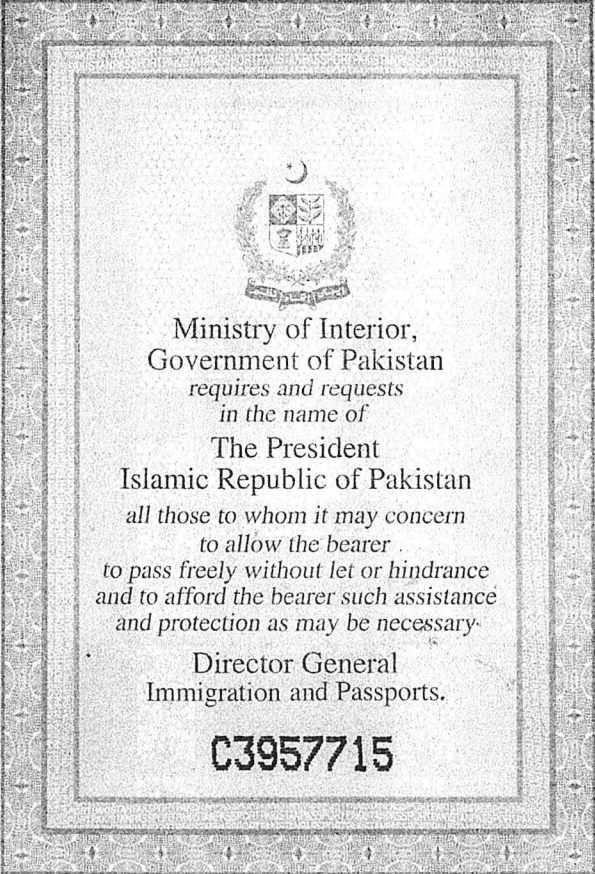 Ministry of Interior,
Government of Pakistan
requires and requests
in the name of
The President
Islamic Republic of Pakistan
all those to whom it may concern
to allow the bearer
to pass freely without let or hindrance
and to afford the bearer such assistance
and protection as may be necessary
Director General
Immigration and Passports.
C3957715